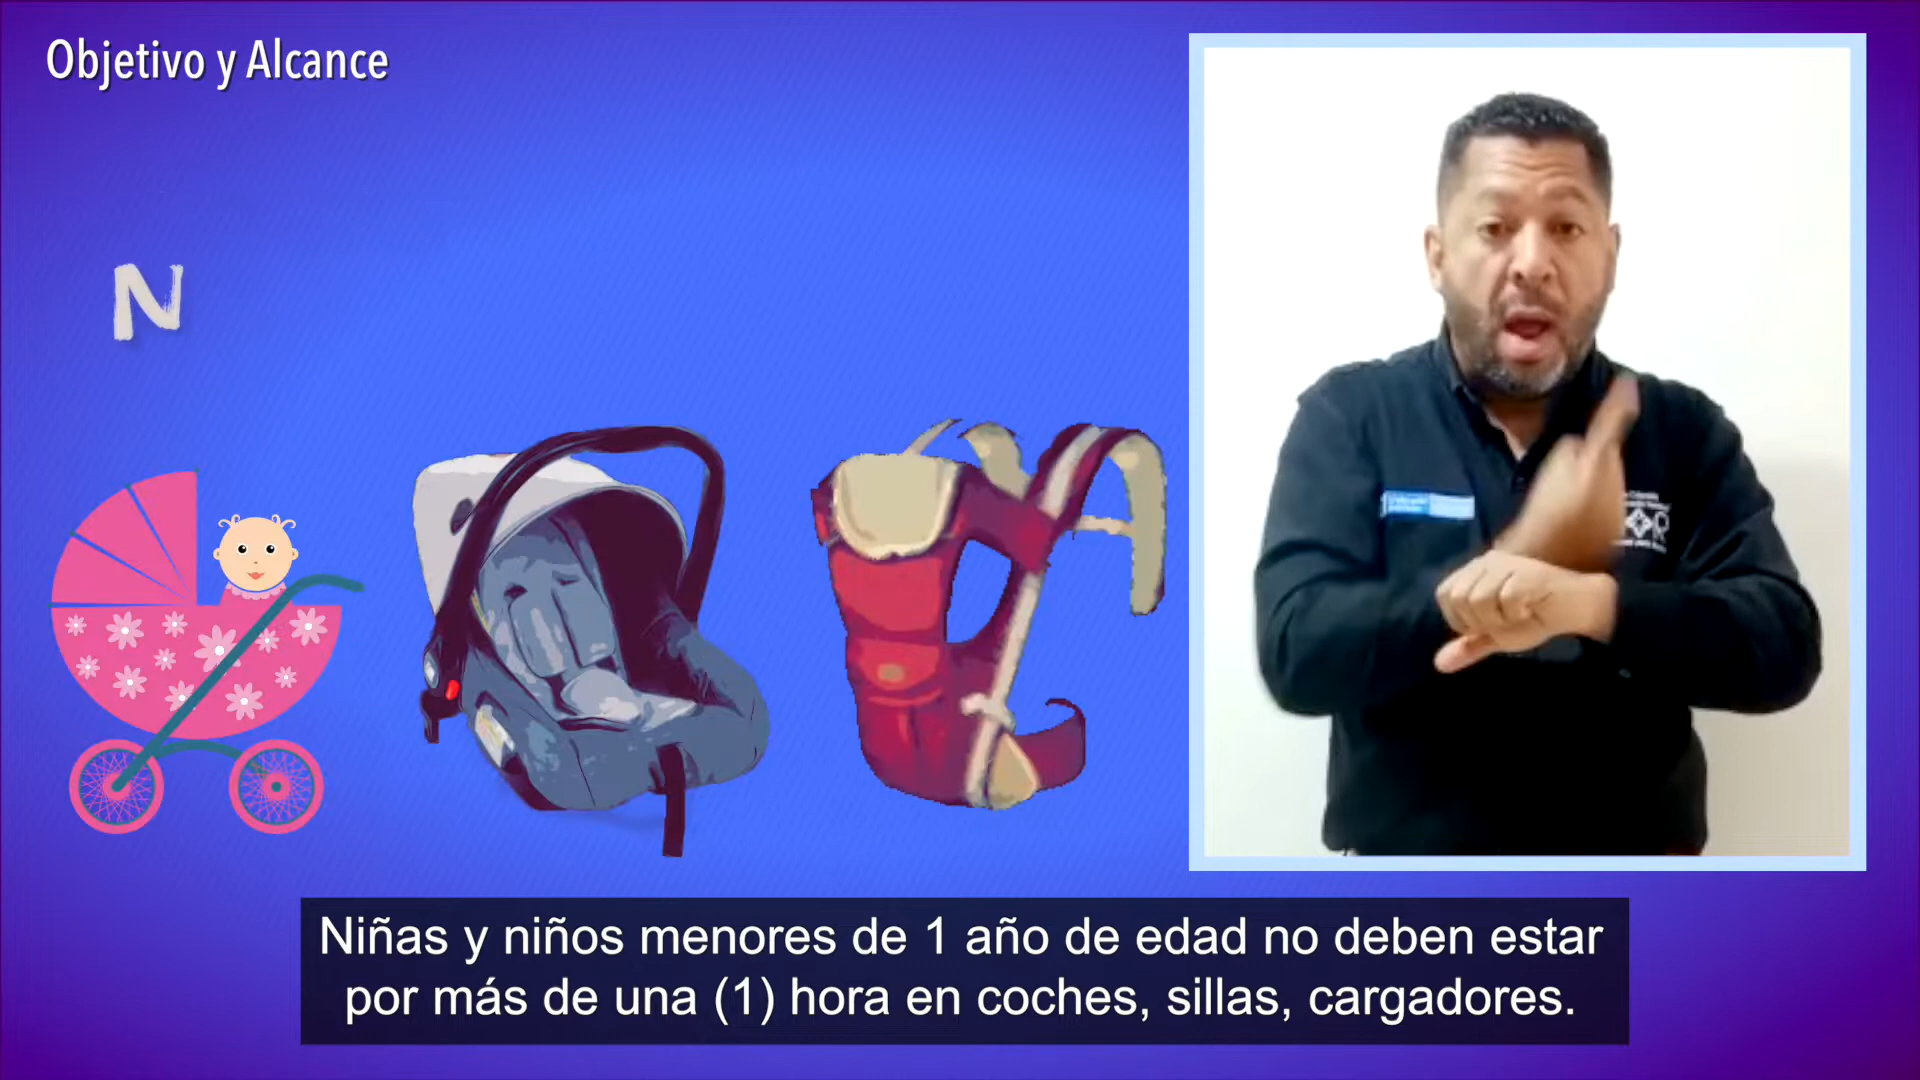 Objetivo y Alcance
N
Niñas y niños menores de 1 año de edad no deben estar
por más de una (1) hora en coches, sillas, cargadores.